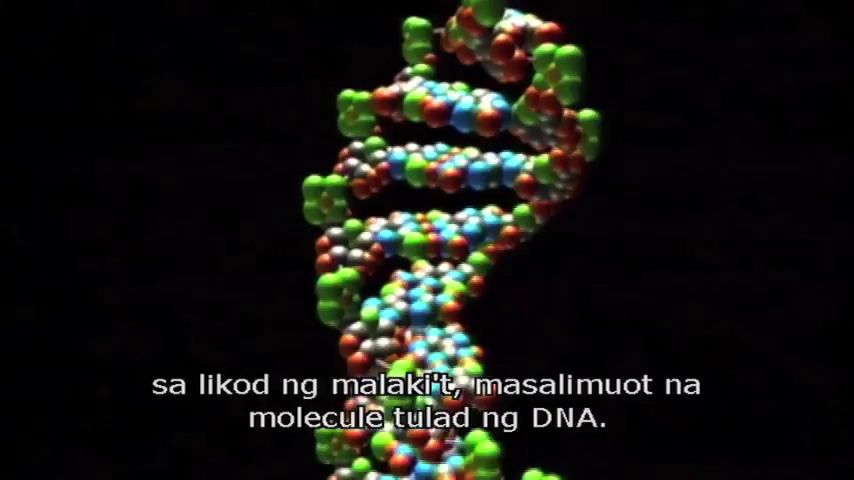 sa likod ng malaki't, masalimuot na
molecule tulad ng DNA.